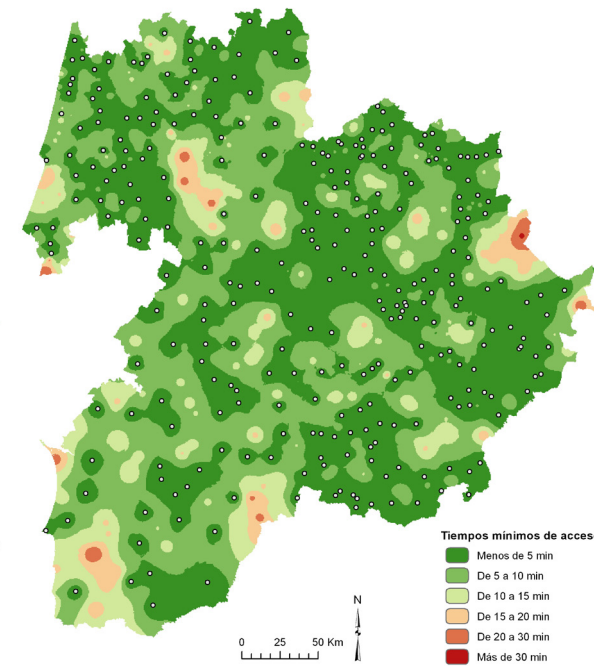 Tiempos mínimos de acces
Menos de 5 min
De 5 a 10 min
De 10 a 15 min
De 15 a 20 min
De 20 a 30 min
Más de 30 min
N
0 25 50 Km